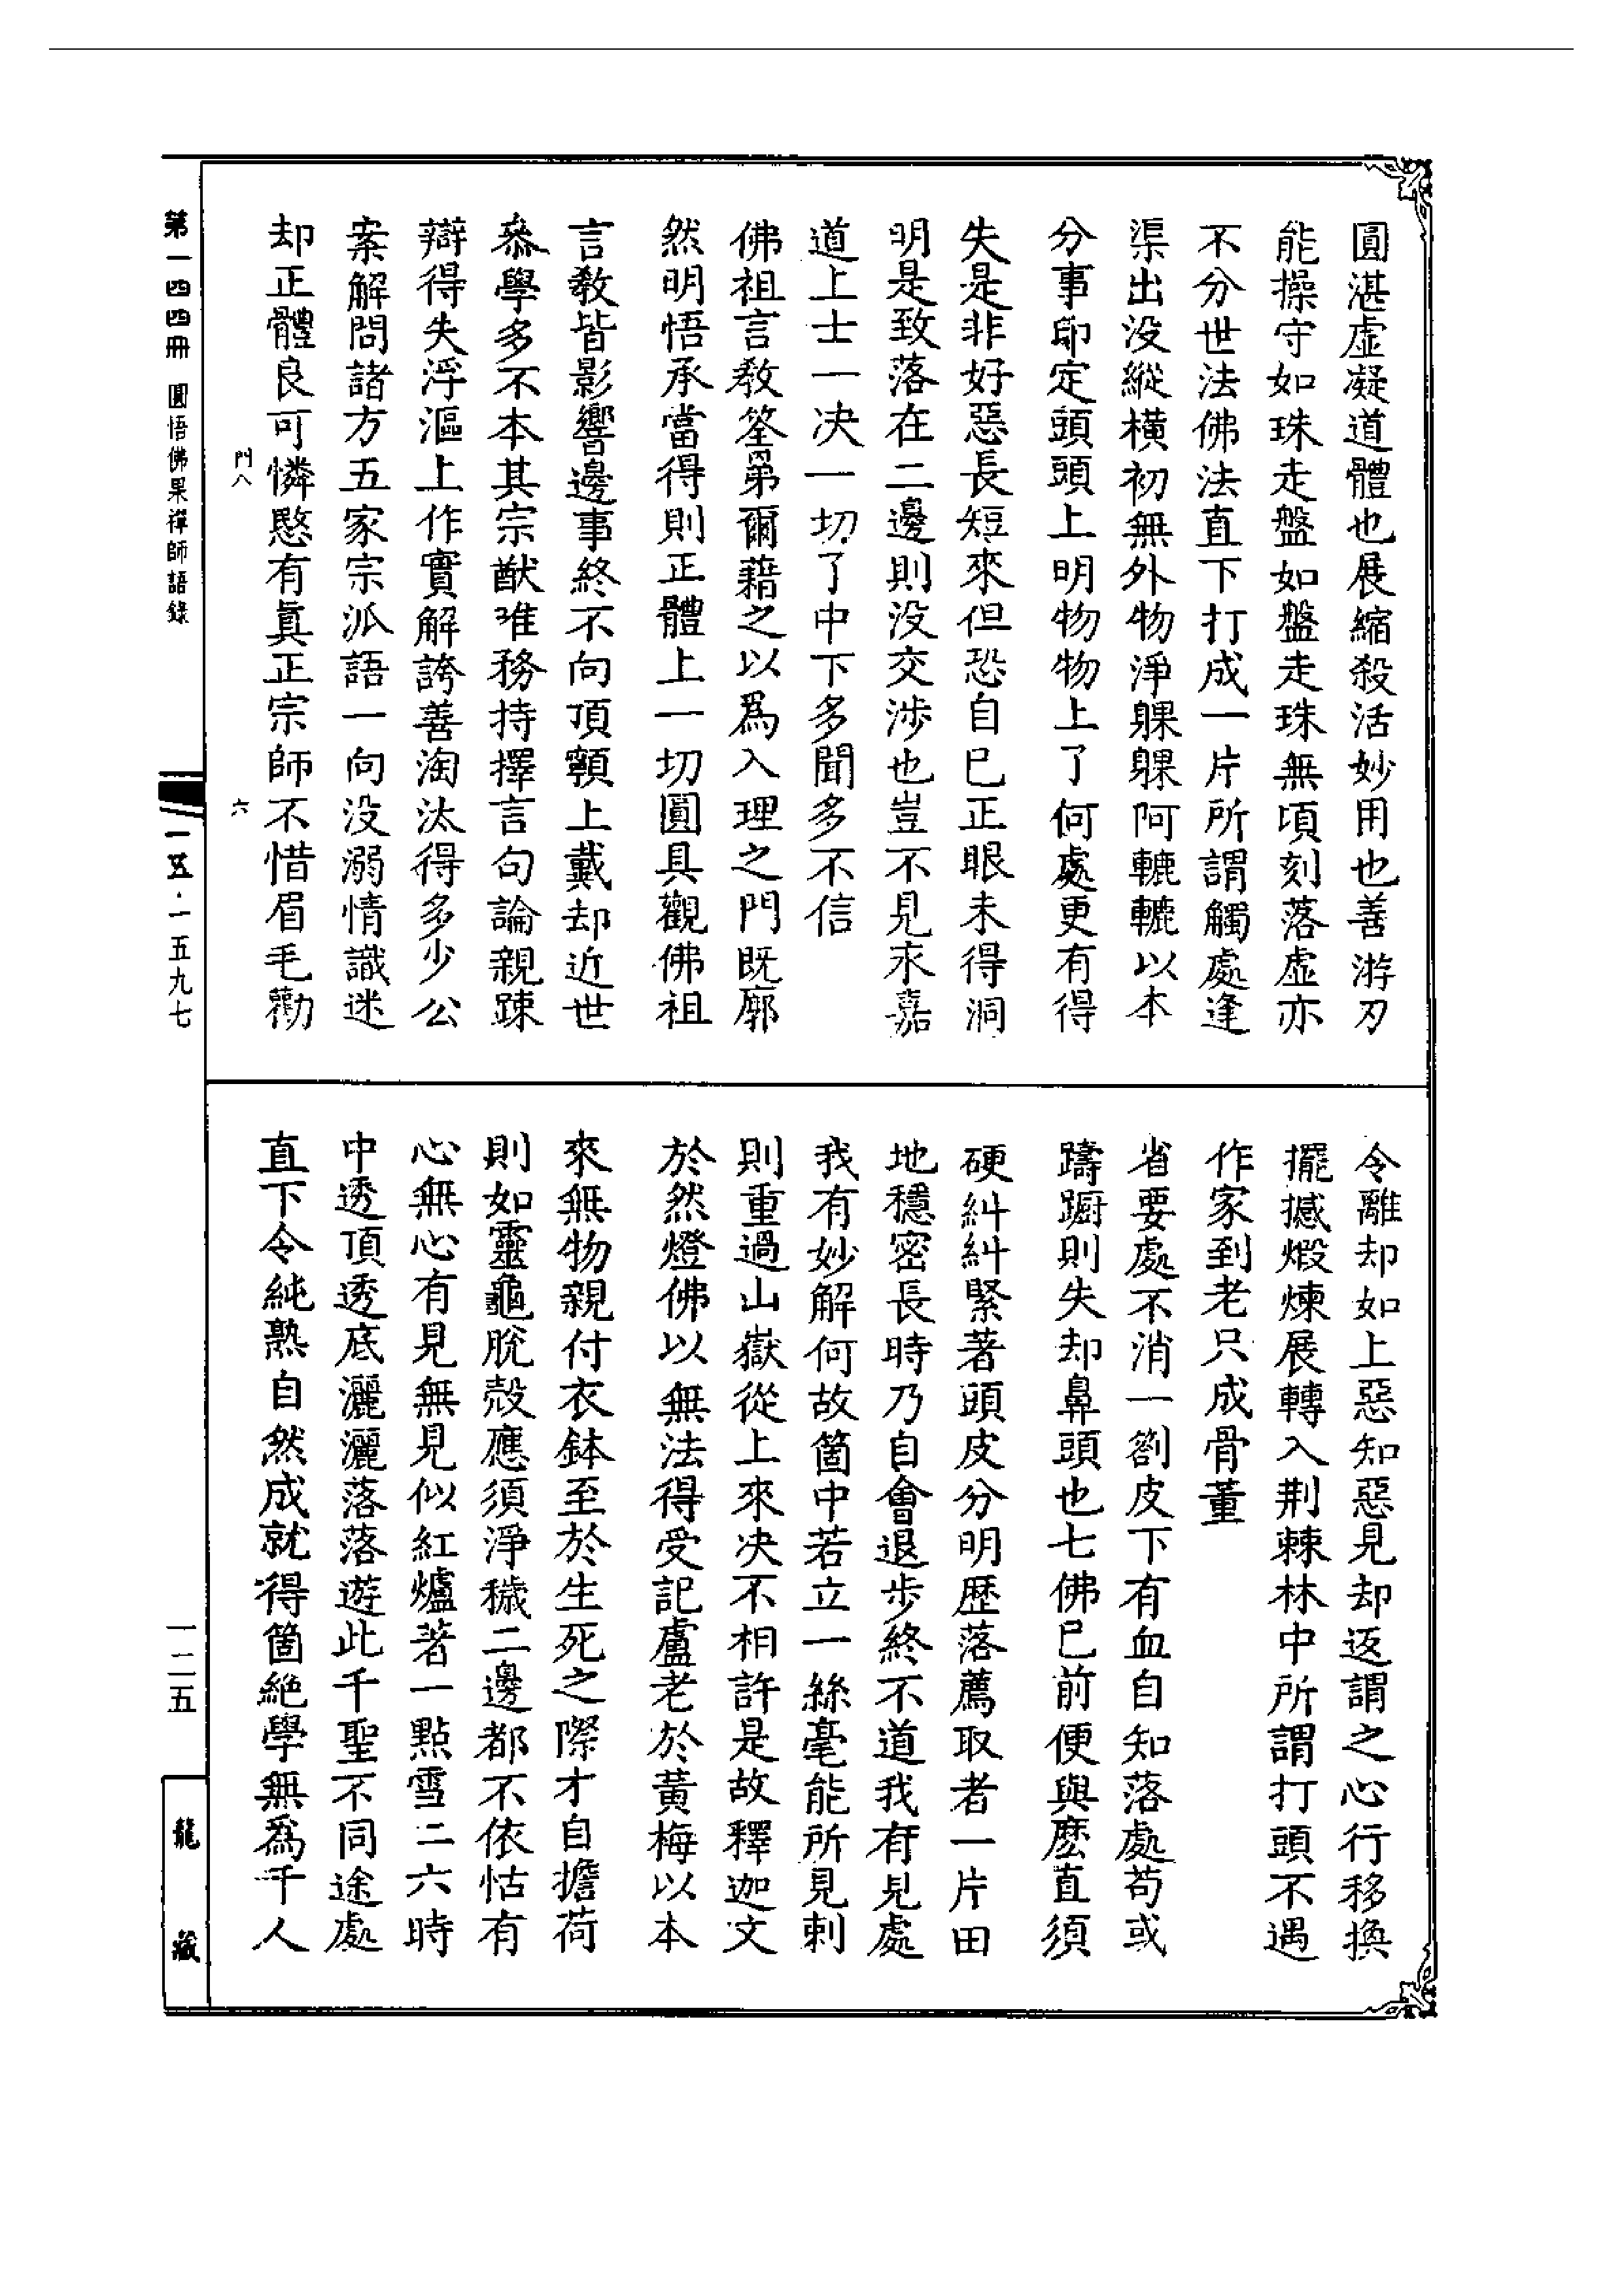 圓湛虛凝道體也展縮殺活妙用也善游刃
能操守如珠走盤如盤走珠無頃刻落虛亦
不分世法佛法直下打成一片所謂觸處逢
渠出没縱橫初無外物淨躶躶阿轆轆以本
分事印定頭頭上明物物上了何處更有得
失是非好惡長短來但恐自巳正眼未得洞
明是致落在二邊則没交涉也豈不見永嘉
道上士一决一切了中下多聞多不信
佛祖言教筌罤爾藉之以爲入理之門既廓
然明悟承當得則正體上一切圓具觀佛祖
言教皆影響邊事終不向頂𩕳上戴却近世
叅學多不本其宗猷唯務持擇言句論親踈
辯得失浮漚上作實解誇善淘汰得多少公
案解問諸方五家宗派語一向没溺情識迷
却正體良可憐愍有眞正宗師不惜眉毛勸
令離却如上惡知惡見却返謂之心行移換
擺撼煅煉展轉入荆棘林中所謂打頭不遇
作家到老只成骨董
省要處不消一劄皮下有血自知落處苟或
躊躕則失却鼻頭也七佛巳前便與麽直須
硬糾糾緊著頭皮分明歷落薦取者一片田
地穩密長時乃自會退步終不道我有見處
我有妙解何故箇中若立一絲毫能所見刺
則重過山嶽從上來决不相許是故釋迦文
於然燈佛以無法得受記盧老於黃梅以本
來無物親付衣鉢至於生死之際才自擔荷
則如靈龜脫殼應須淨穢二邊都不依怙有
心無心有見無見似紅爐著一點雪二六時
中透頂透底灑灑落落遊此千聖不同途處
直下令純熟自然成就得箇絶學無爲千人
門八
六
第一四四冊 圓悟佛果禪師語錄
一五·一五九七
一二五
龍藏